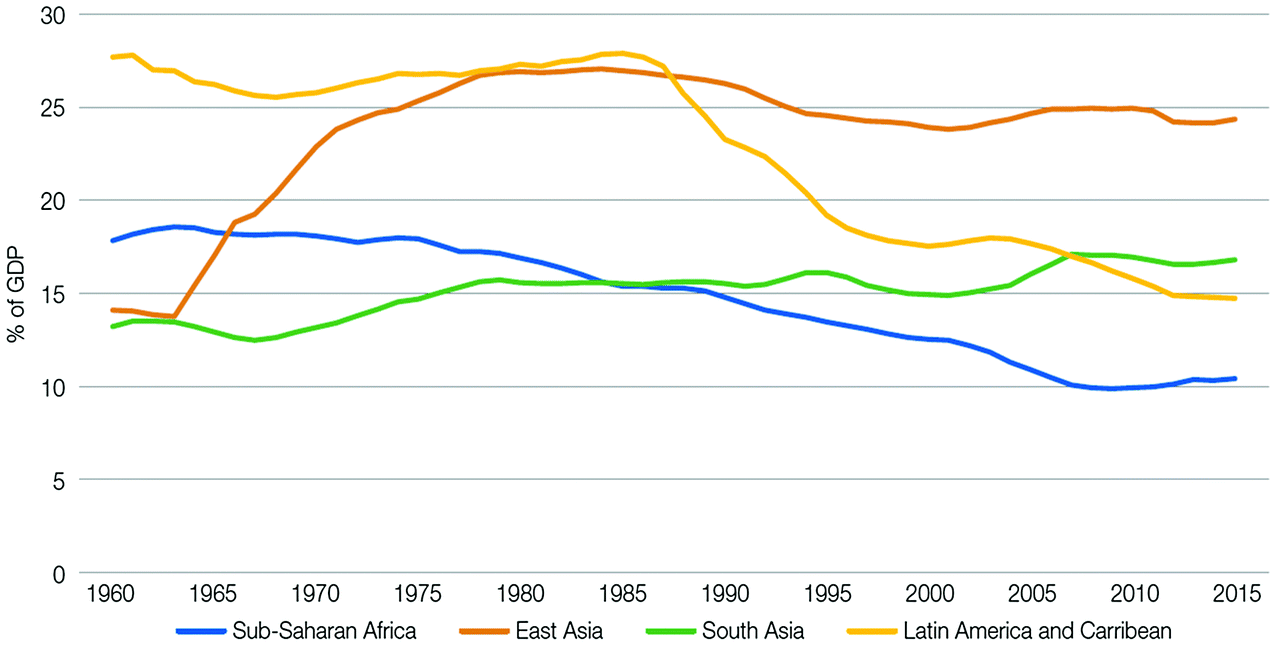 30
25
20
15
10
5
0
% of GDP
1960 1965 1970 1975 1980 1985 1990 1995 2000 2005 2010 2015
Sub-Saharan Africa East Asia South Asia Latin America and Carribean